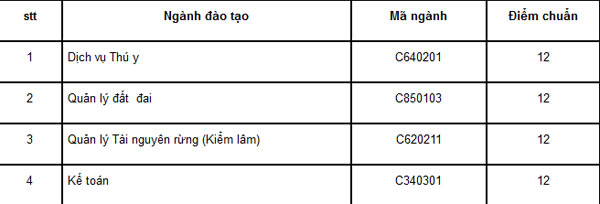 stt Ngành đào tạo Mã ngành Điểm chuẩn
1 Dịch vụ Thú y C640201 12
2 Quản lý đất đai C850103 12
3 Quản lý Tài nguyên rừng (Kiểm lâm) C620211 12
4 Kế toán C340301 12